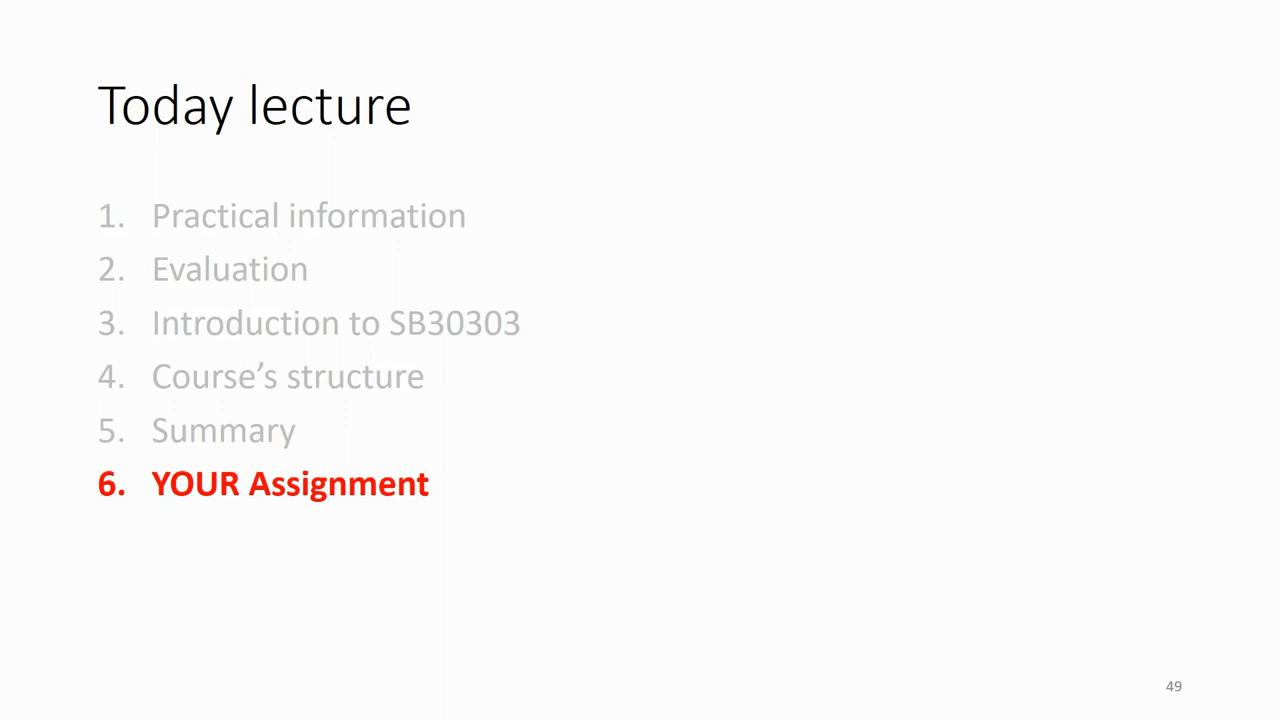 Today lecture
1. Practical information
2. Evaluation
3. Introduction to SB30303
4. Course’s structure
5. Summary
6. YOUR Assignment
49